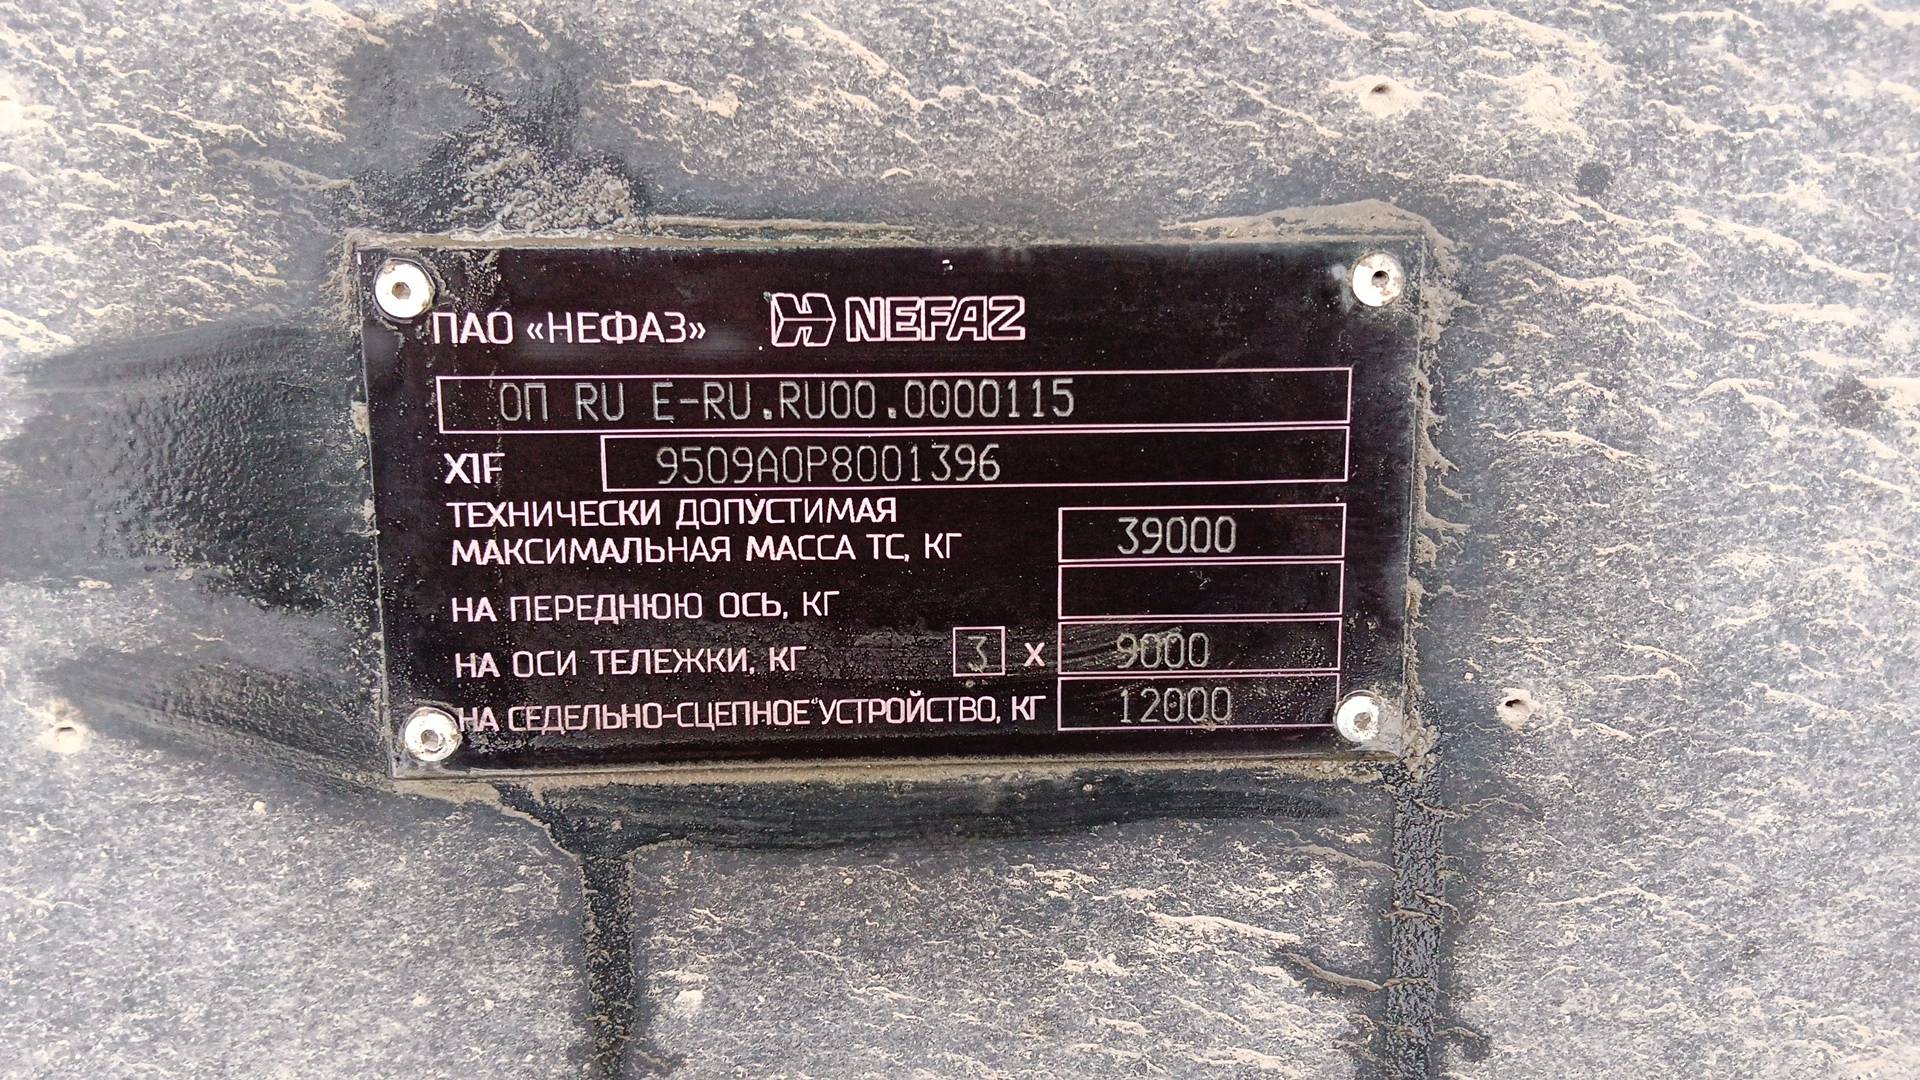 ПАО «НЕФАЗ» NEFAZ
ОП RU E-RU.RU00.0000115
X1F 9509A0P8001396
ТЕХНИЧЕСКИ ДОПУСТИМАЯ
МАКСИМАЛЬНАЯ МАССА ТС, КГ 39000
НА ПЕРЕДНЮЮ ОСЬ, КГ
НА ОСИ ТЕЛЕЖКИ, КГ 3 X 9000
НА СЕДЕЛЬНО-СЦЕПНОЕ УСТРОЙСТВО, КГ 12000